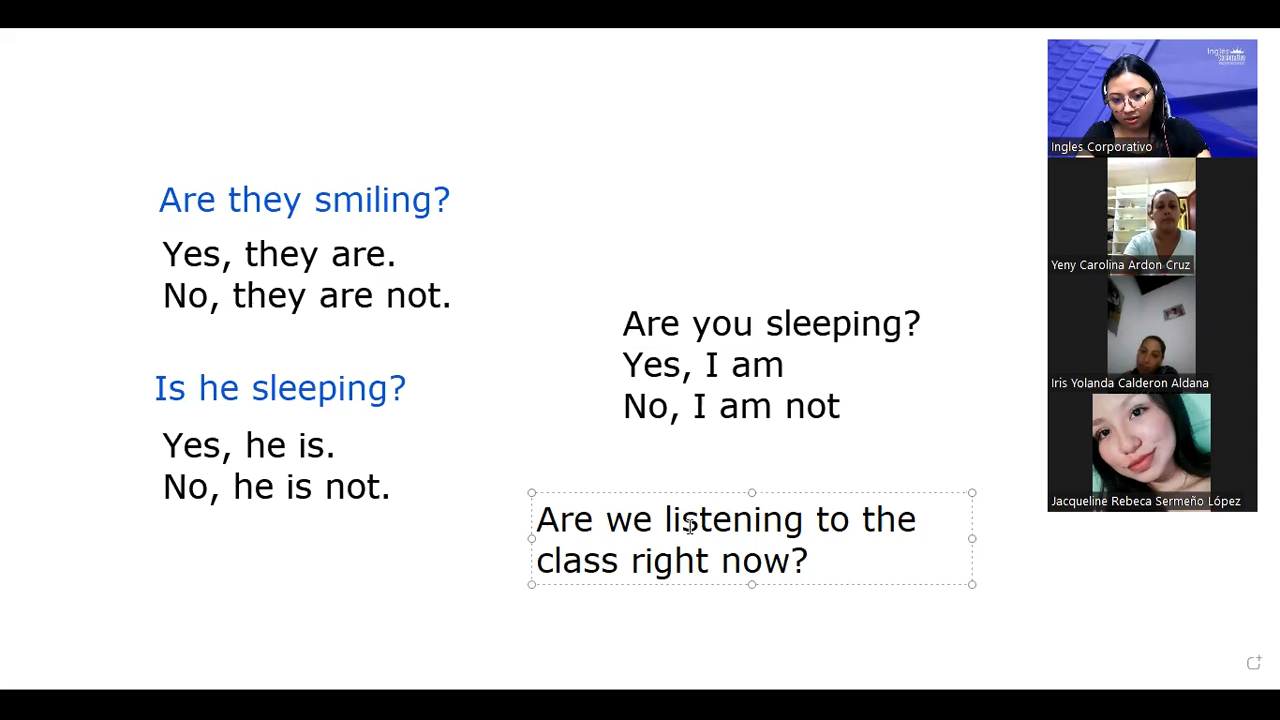 Are they smiling?
Yes, they are.
No, they are not.
Is he sleeping?
Yes, he is.
No, he is not.
Are you sleeping?
Yes, I am
No, I am not
Are we listening to the
class right now?
Ingles
Ingles Corporativo
Yeny Carolina Ardon Cruz
Iris Yolanda Calderon Aldana
Jacqueline Rebeca Sermeño López